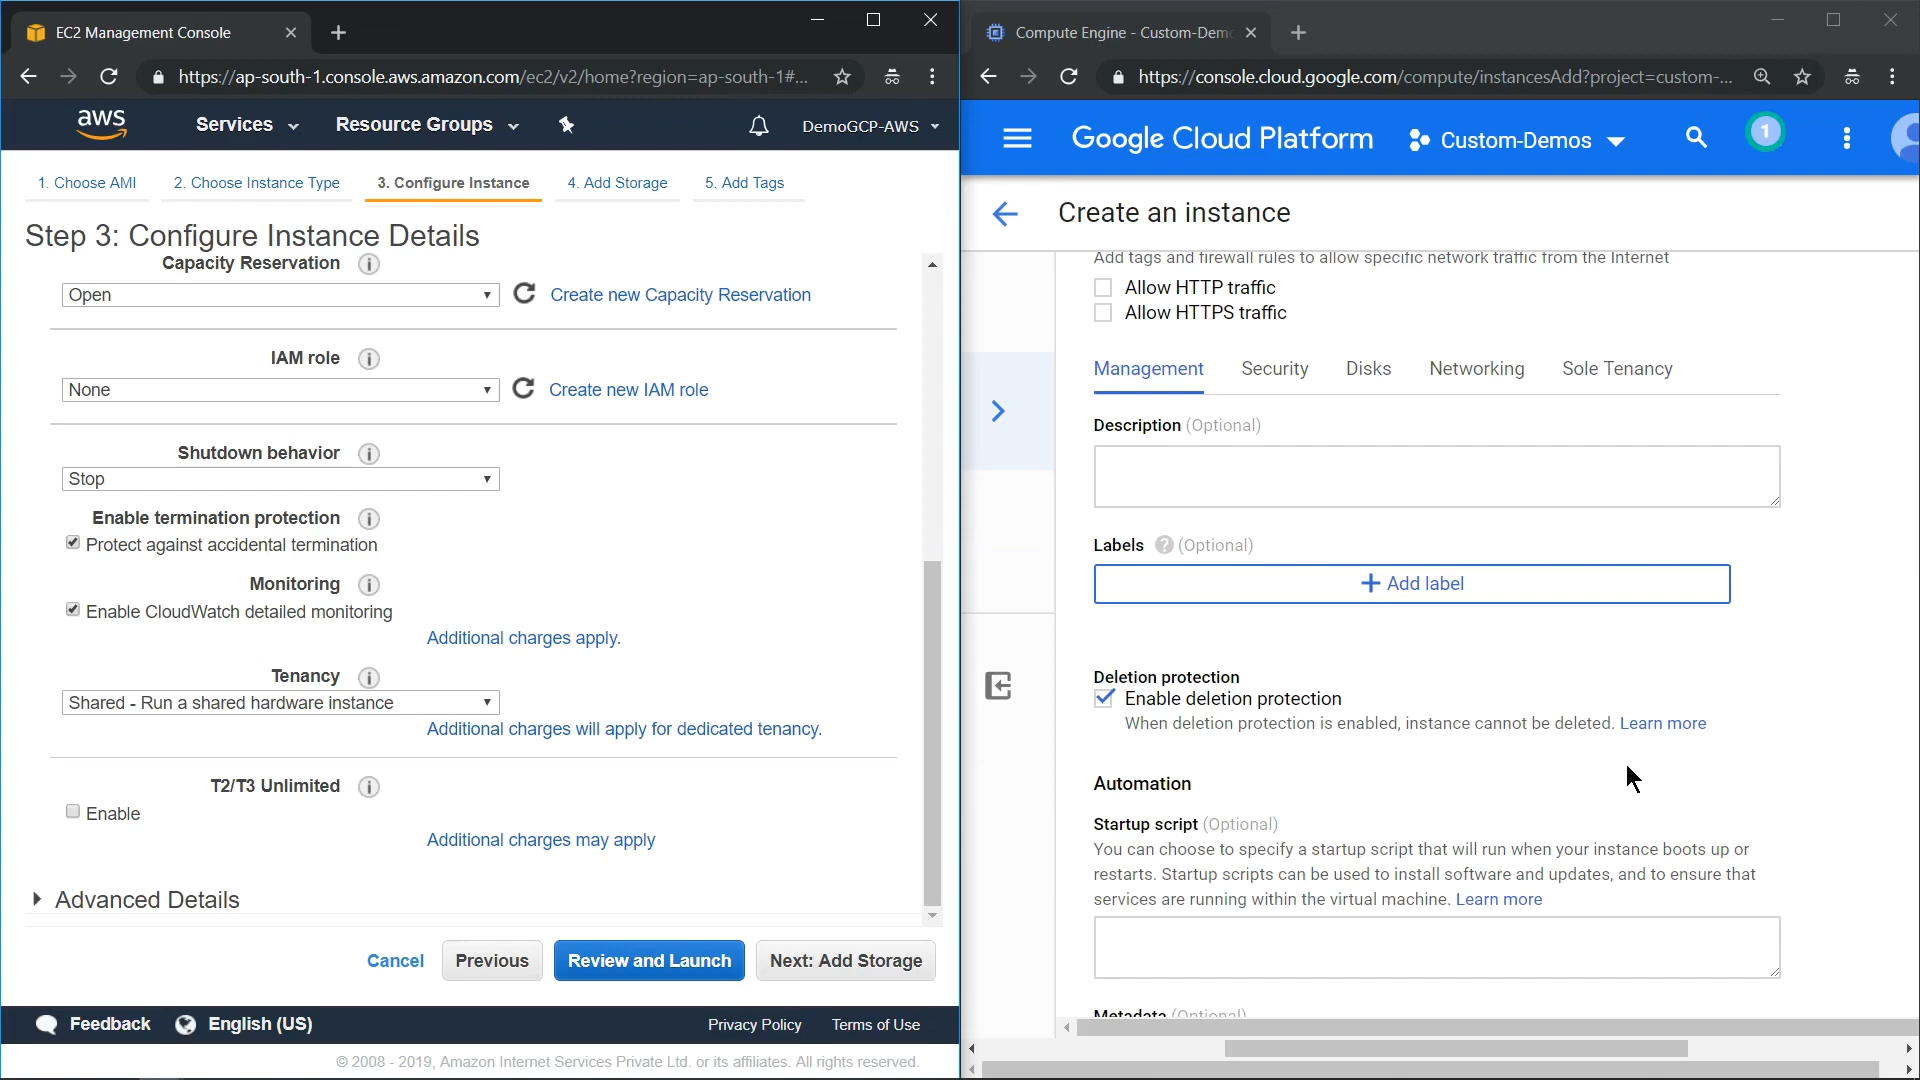 EC2 Management Console
https://ap-south-1.console.aws.amazon.com/ec2/v2/home?region=ap-south-1#...
aws
Services
Resource Groups
DemoGCP-AWS
1. Choose AMI
2. Choose Instance Type
3. Configure Instance
4. Add Storage
5. Add Tags
Step 3: Configure Instance Details
Capacity Reservation
Open
Create new Capacity Reservation
IAM role
None
Create new IAM role
Shutdown behavior
Stop
Enable termination protection
Protect against accidental termination
Monitoring
Enable CloudWatch detailed monitoring
Additional charges apply.
Tenancy
Shared - Run a shared hardware instance
Additional charges will apply for dedicated tenancy.
T2/T3 Unlimited
Enable
Additional charges may apply
Advanced Details
Cancel
Previous
Review and Launch
Next: Add Storage
Feedback
English (US)
Privacy Policy
Terms of Use
© 2008 - 2019, Amazon Internet Services Private Ltd. or its affiliates. All rights reserved.
Compute Engine - Custom-Dem
https://console.cloud.google.com/compute/instancesAdd?project=custom-...
Google Cloud Platform
Custom-Demos
1
Create an instance
Add tags and firewall rules to allow specific network traffic from the Internet
Allow HTTP traffic
Allow HTTPS traffic
Management
Security
Disks
Networking
Sole Tenancy
Description (Optional)
Labels ? (Optional)
+ Add label
Deletion protection
Enable deletion protection
When deletion protection is enabled, instance cannot be deleted. Learn more
Automation
Startup script (Optional)
You can choose to specify a startup script that will run when your instance boots up or
restarts. Startup scripts can be used to install software and updates, and to ensure that
services are running within the virtual machine. Learn more
Metadata (Optional)